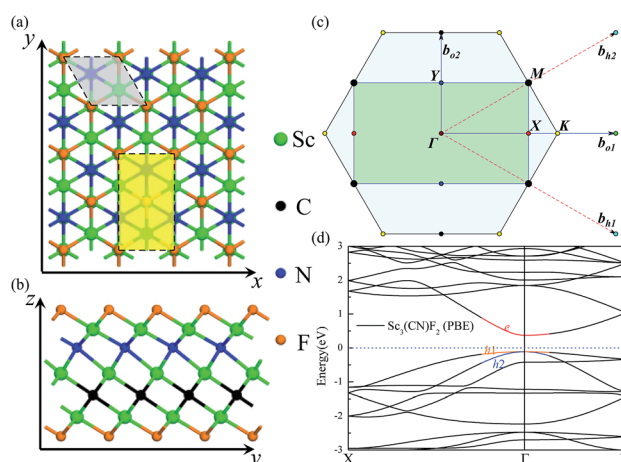 (a)
y
x
Sc
C
N
F
(b)
z
y
(c)
b_o2
b_h2
Y
M
Γ
X
K
b_o1
b_h1
(d)
3
2
1
0
-1
-2
-3
Energy(eV)
Sc₃(CN)F₂ (PBE)
e
h1
h2
X
Γ